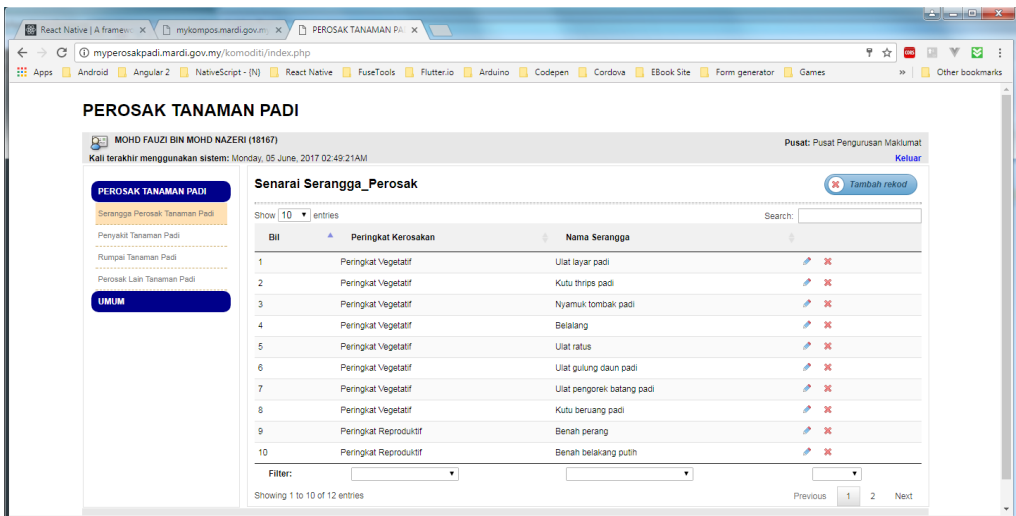 React Native | A framewo
mykompos.mardi.gov.my
PEROSAK TANAMAN PA
myperosakpadi.mardi.gov.my/komoditi/index.php
Apps Android Angular 2 NativeScript - {N} React Native FuseTools Flutter.io Arduino Codepen Cordova EBook Site Form generator Games » Other bookmarks
PEROSAK TANAMAN PADI
MOHD FAUZI BIN MOHD NAZERI (18167) Pusat: Pusat Pengurusan Maklumat
Kali terakhir menggunakan sistem: Monday, 05 June, 2017 02:49:21AM Keluar
PEROSAK TANAMAN PADI
Serangga Perosak Tanaman Padi
Penyakit Tanaman Padi
Rumpai Tanaman Padi
Perosak Lain Tanaman Padi
UMUM
Senarai Serangga_Perosak Tambah rekod
Show 10 entries Search:
Bil Peringkat Kerosakan Nama Serangga
1 Peringkat Vegetatif Ulat layar padi
2 Peringkat Vegetatif Kutu thrips padi
3 Peringkat Vegetatif Nyamuk tombak padi
4 Peringkat Vegetatif Belalang
5 Peringkat Vegetatif Ulat ratus
6 Peringkat Vegetatif Ulat gulung daun padi
7 Peringkat Vegetatif Ulat pengorek batang padi
8 Peringkat Vegetatif Kutu beruang padi
9 Peringkat Reproduktif Benah perang
10 Peringkat Reproduktif Benah belakang putih
Filter:
Showing 1 to 10 of 12 entries Previous 1 2 Next